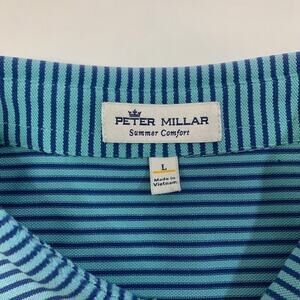 PETER MILLAR
Summer Comfort
L
Made in
Vietnam